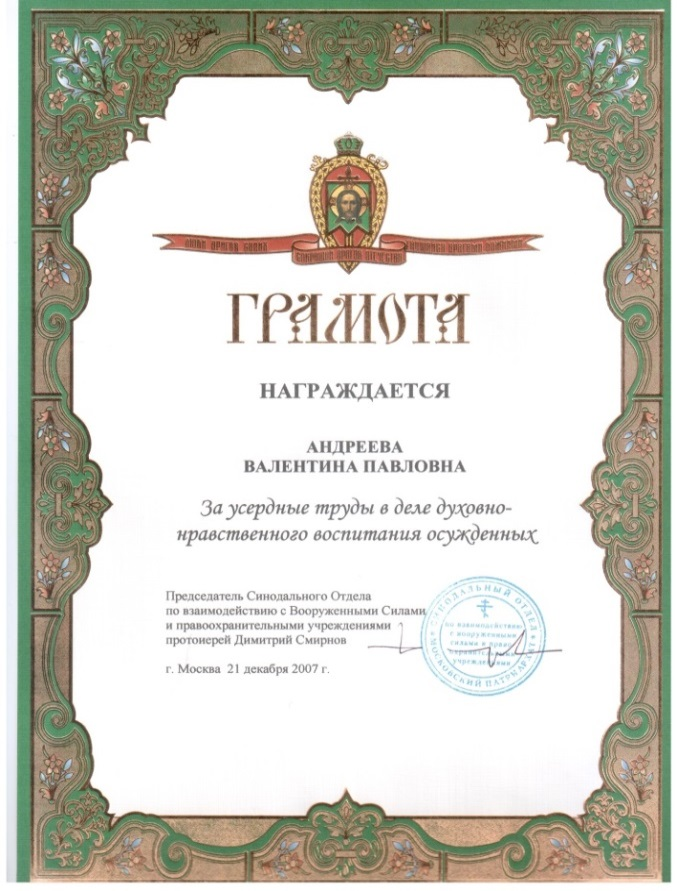 ГРАМОТА
НАГРАЖДАЕТСЯ
АНДРЕЕВА
ВАЛЕНТИНА ПАВЛОВНА
За усердные труды в деле духовно-
нравственного воспитания осужденных
Председатель Синодального Отдела
по взаимодействию с Вооруженными Силами
и правоохранительными учреждениями
протоиерей Димитрий Смирнов
г. Москва 21 декабря 2007 г.
СИНОДАЛЬНЫЙ ОТДЕЛ
МОСКОВСКИЙ ПАТРИАРХАТ
по взаимодействию
с вооруженными
силами и право-
охранительными
учреждениями